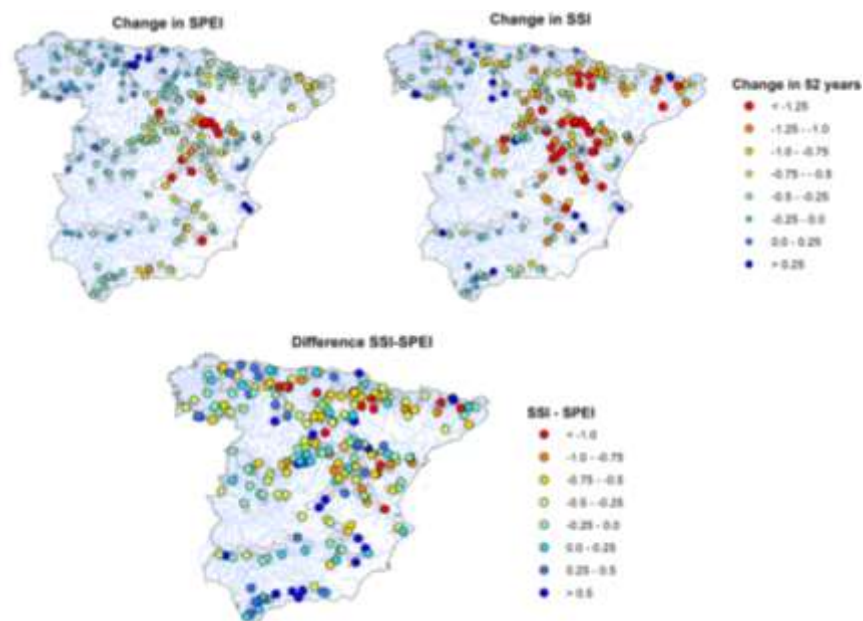 Change in SPEI
Change in SSI
Change in 52 years
< -1.25
-1.25 - -1.0
-1.0 - -0.75
-0.75 - -0.5
-0.5 - -0.25
-0.25 - 0.0
0.0 - 0.25
> 0.25
Difference SSI-SPEI
SSI - SPEI
< -1.0
-1.0 - -0.75
-0.75 - -0.5
-0.5 - -0.25
-0.25 - 0.0
0.0 - 0.25
0.25 - 0.5
> 0.5